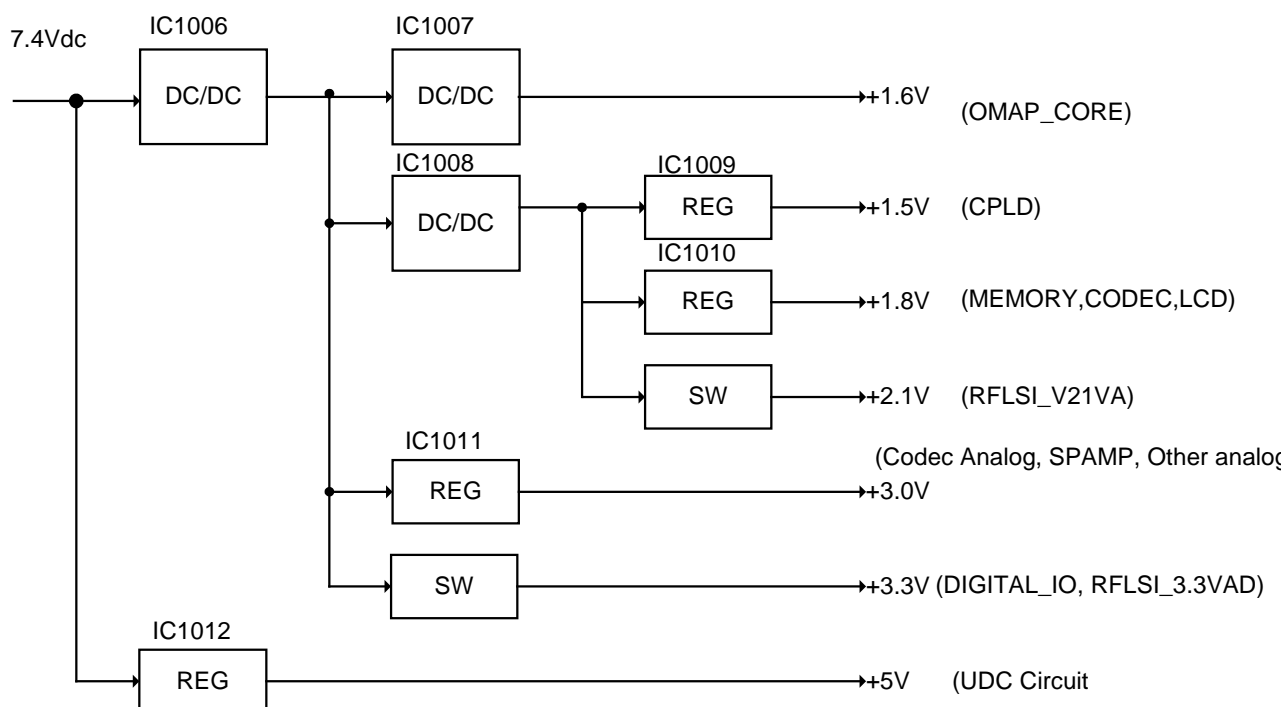 7.4Vdc
IC1006
DC/DC
IC1007
DC/DC
+1.6V
(OMAP_CORE)
IC1008
DC/DC
IC1009
REG
+1.5V
(CPLD)
IC1010
REG
+1.8V
(MEMORY,CODEC,LCD)
SW
+2.1V
(RFLSI_V21VA)
IC1011
REG
(Codec Analog, SPAMP, Other analog
+3.0V
SW
+3.3V (DIGITAL_IO, RFLSI_3.3VAD)
IC1012
REG
+5V
(UDC Circuit